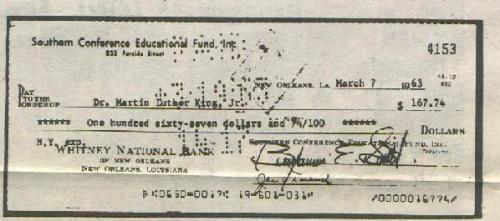 Southern Conference Educational Fund, Inc.
4153
NEW ORLEANS, LA March 7 1963
PAY TO THE ORDER OF Dr. Martin Luther King, Jr. $ 167.74
****** One hundred sixty-seven dollars and 74/100 ****** DOLLARS
N.Y. exp.
WHITNEY NATIONAL BANK SOUTHERN CONFERENCE EDUCATIONAL FUND, INC.
OF NEW ORLEANS
NEW ORLEANS, LOUISIANA